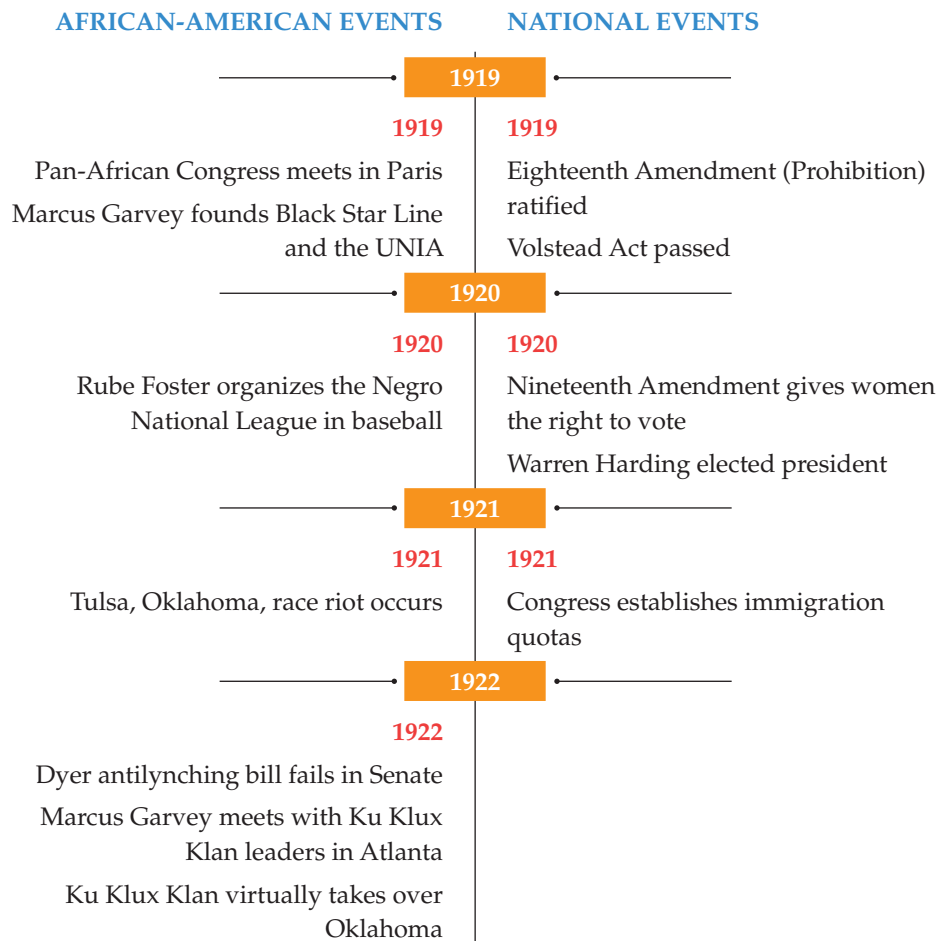 AFRICAN-AMERICAN EVENTS
NATIONAL EVENTS
1919
1919
Pan-African Congress meets in Paris
Marcus Garvey founds Black Star Line
and the UNIA
1919
Eighteenth Amendment (Prohibition)
ratified
Volstead Act passed
1920
1920
Rube Foster organizes the Negro
National League in baseball
1920
Nineteenth Amendment gives women
the right to vote
Warren Harding elected president
1921
1921
Tulsa, Oklahoma, race riot occurs
1921
Congress establishes immigration
quotas
1922
1922
Dyer antilynching bill fails in Senate
Marcus Garvey meets with Ku Klux
Klan leaders in Atlanta
Ku Klux Klan virtually takes over
Oklahoma